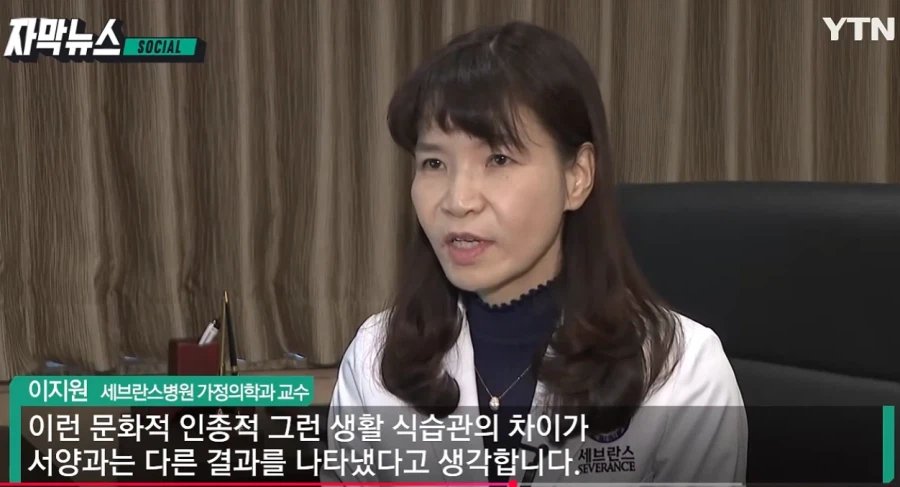 자막뉴스 SOCIAL
YTN
이지원 세브란스병원 가정의학과 교수
이런 문화적 인종적 그런 생활 식습관의 차이가
서양과는 다른 결과를 나타냈다고 생각합니다.
세브란스
SEVERANCE